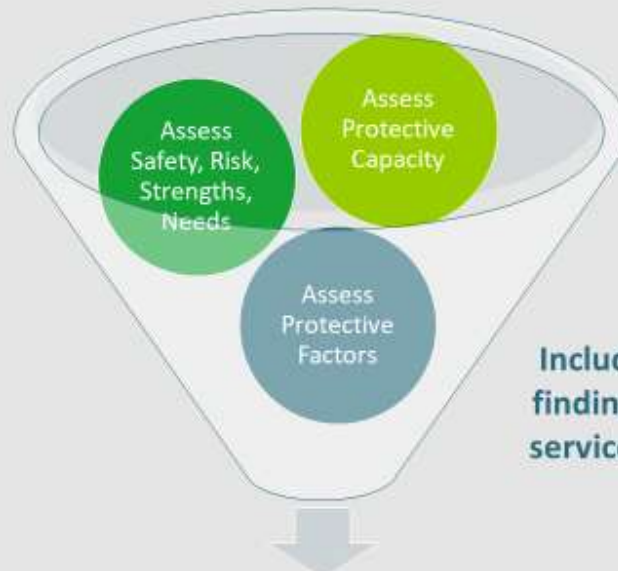 Assess
Safety, Risk,
Strengths,
Needs
Assess
Protective
Capacity
Assess
Protective
Factors